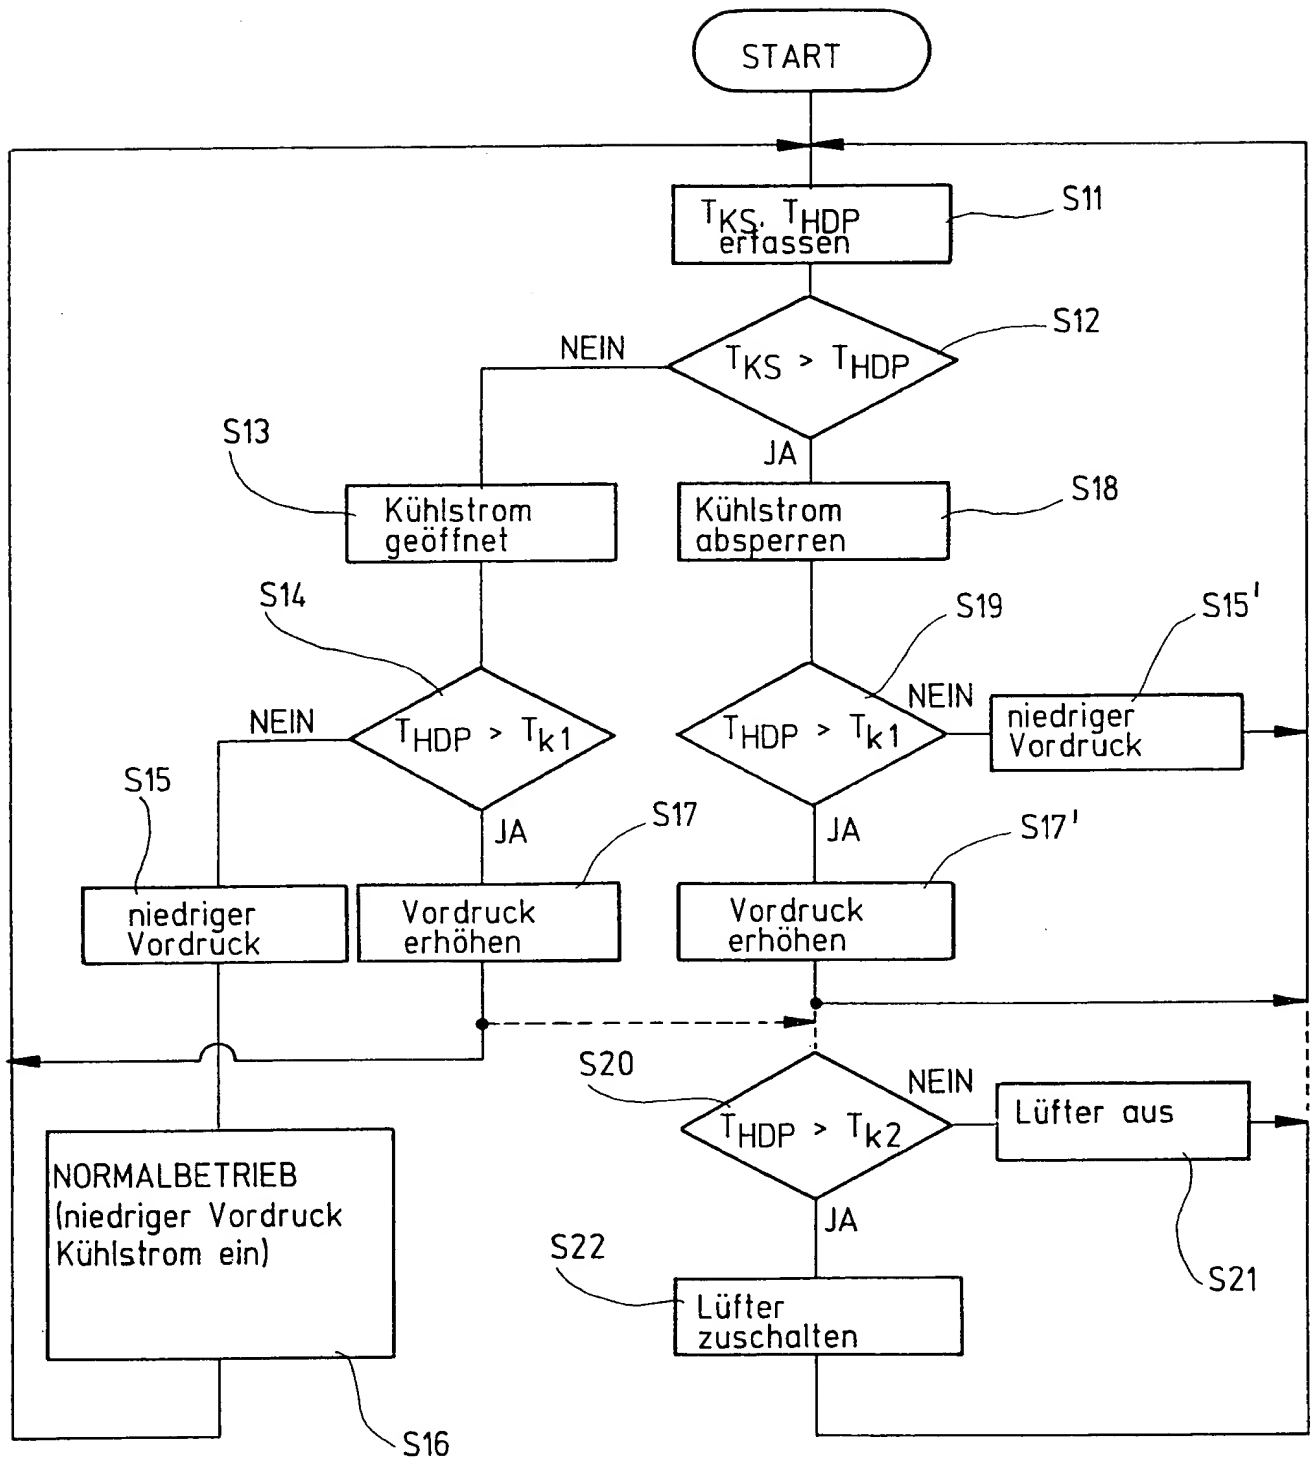 START
S11
T_KS, T_HDP
erfassen
S12
NEIN
T_KS > T_HDP
JA
S13
Kühlstrom
geöffnet
S18
Kühlstrom
absperren
S14
S19
S15'
NEIN
T_HDP > T_k1
T_HDP > T_k1
NEIN
niedriger
Vordruck
S15
JA
S17
JA
S17'
niedriger
Vordruck
Vordruck
erhöhen
Vordruck
erhöhen
S20
NEIN
T_HDP > T_k2
Lüfter aus
JA
S21
NORMALBETRIEB
(niedriger Vordruck
Kühlstrom ein)
S22
Lüfter
zuschalten
S16